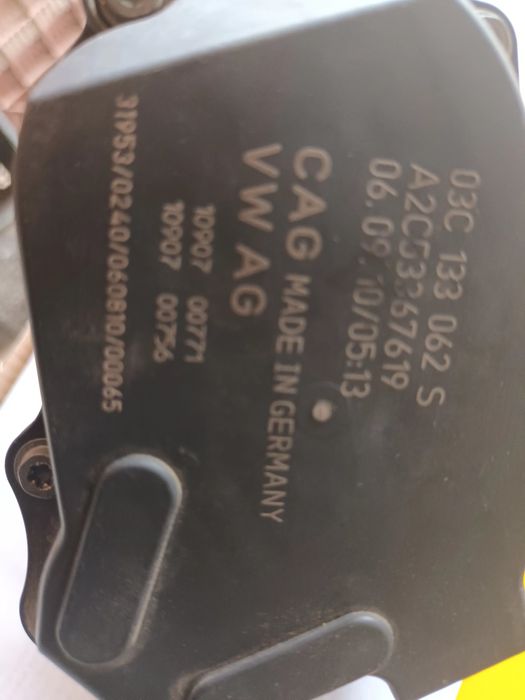 03C 133 062 S
A2C53367619
06.09.10/05:13
CAG MADE IN GERMANY
VW AG
10907 00771
10907 00756
31953/0240/060810/00065